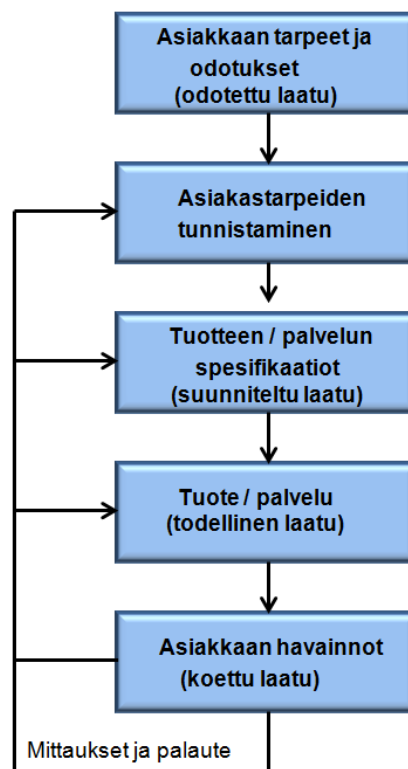 Asiakkaan tarpeet ja
odotukset
(odotettu laatu)
Asiakastarpeiden
tunnistaminen
Tuotteen / palvelun
spesifikaatiot
(suunniteltu laatu)
Tuote / palvelu
(todellinen laatu)
Asiakkaan havainnot
(koettu laatu)
Mittaukset ja palaute